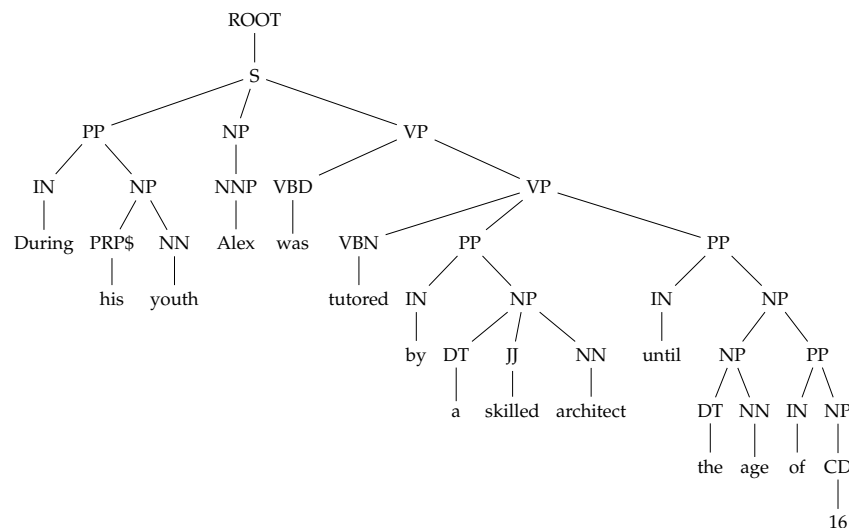 ROOT
S
PP NP VP
IN NP NNP VBD VP
During PRP$ NN Alex was VBN PP PP
his youth tutored IN NP IN NP
by DT JJ NN until NP PP
a skilled architect DT NN IN NP
the age of CD
16